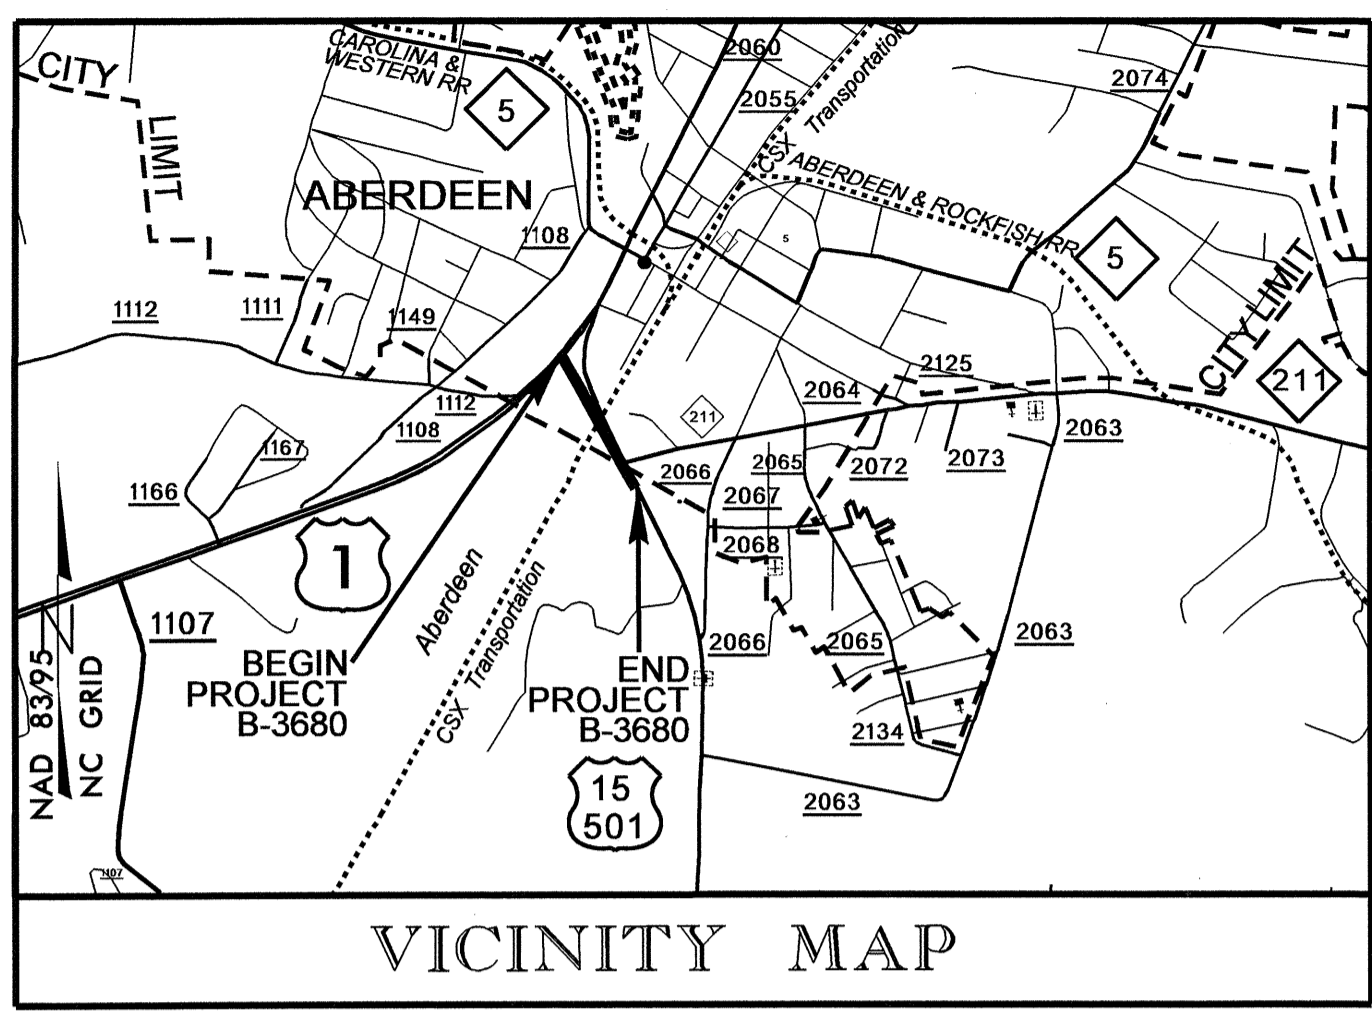 CAROLINA &
WESTERN RR
CITY
LIMIT
5
2060
2055
CSX Transportation
2074
ABERDEEN
ABERDEEN & ROCKFISH RR
1108
5
5
CITY LIMIT
1112
1111
1149
2125
211
1112
1108
2064
211
2063
1167
1166
2066
2065
2072
2073
2067
2068
1
1107
Aberdeen
CSX Transportation
2066
2065
2063
BEGIN
PROJECT
B-3680
END
PROJECT
B-3680
2134
NAD 83/95
NC GRID
15
501
2063
1107
VICINITY MAP